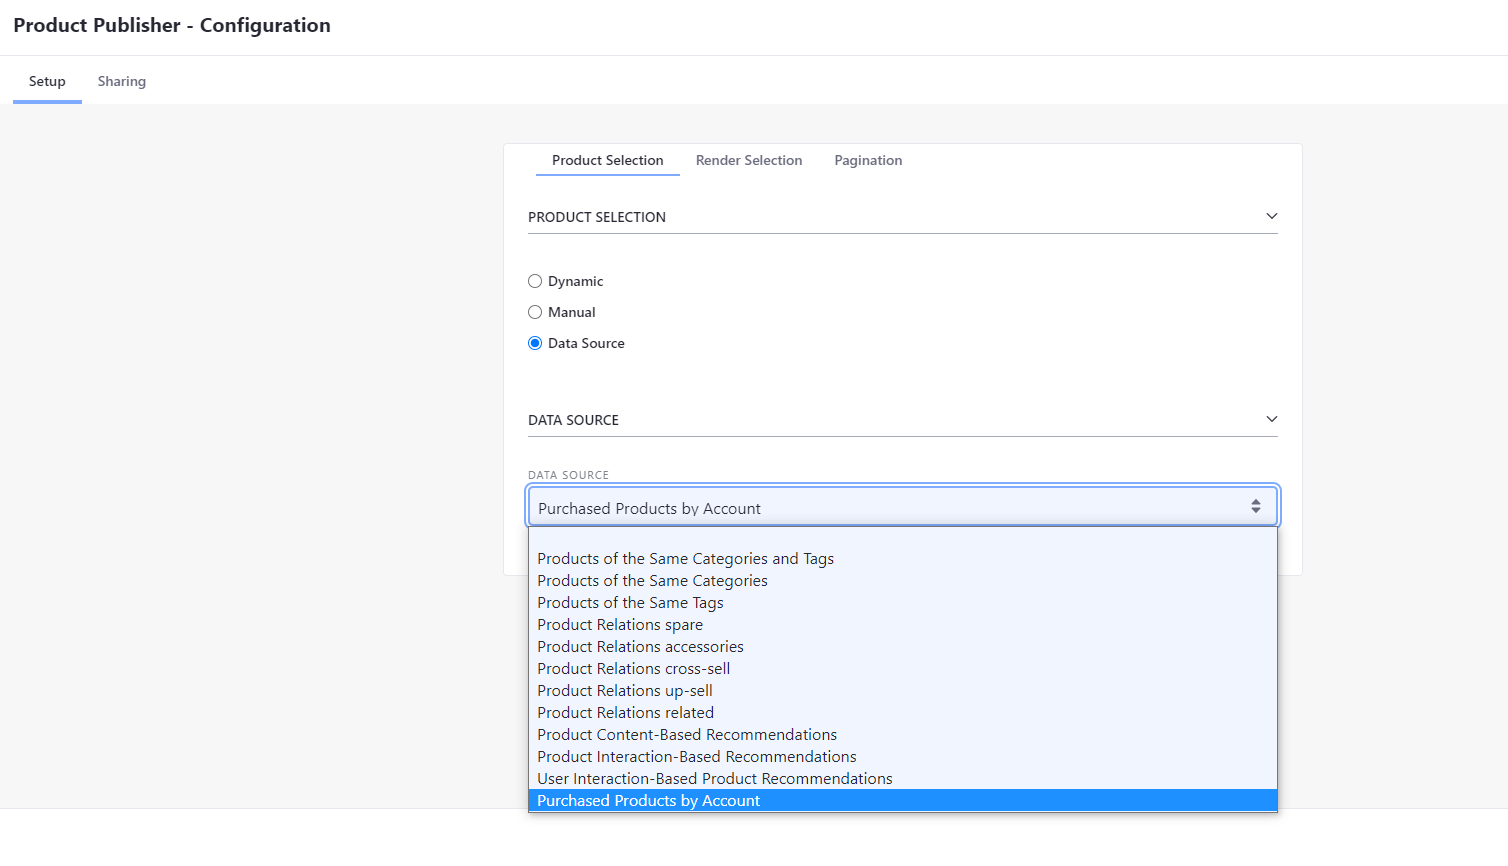 Product Publisher - Configuration
Setup Sharing
Product Selection Render Selection Pagination
PRODUCT SELECTION
Dynamic
Manual
Data Source
DATA SOURCE
DATA SOURCE
Purchased Products by Account
Products of the Same Categories and Tags
Products of the Same Categories
Products of the Same Tags
Product Relations spare
Product Relations accessories
Product Relations cross-sell
Product Relations up-sell
Product Relations related
Product Content-Based Recommendations
Product Interaction-Based Recommendations
User Interaction-Based Product Recommendations
Purchased Products by Account